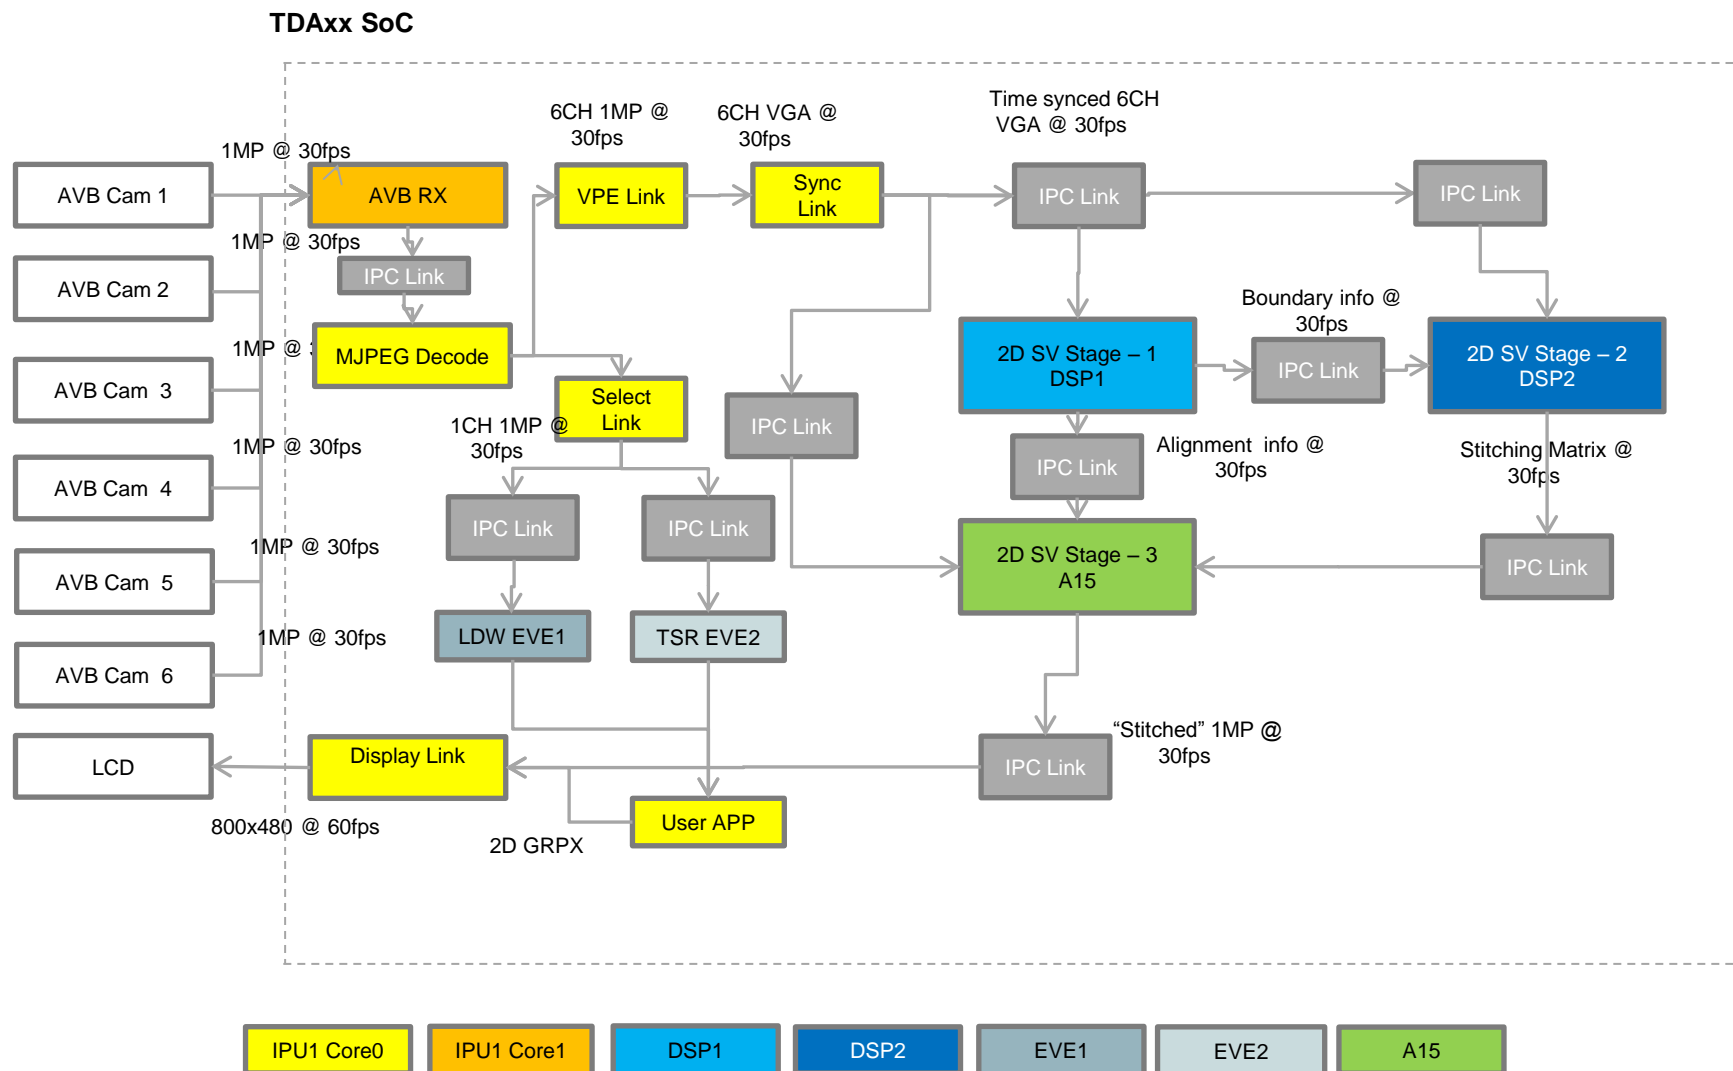 TDAxx SoC
6CH 1MP @
30fps
6CH VGA @
30fps
Time synced 6CH
VGA @ 30fps
1MP @ 30fps
AVB Cam 1
AVB RX
VPE Link
Sync
Link
IPC Link
IPC Link
1MP @ 30fps
IPC Link
AVB Cam 2
Boundary info @
30fps
1MP @ 3
MJPEG Decode
2D SV Stage – 1
DSP1
IPC Link
2D SV Stage – 2
DSP2
AVB Cam 3
Select
Link
1CH 1MP @
30fps
IPC Link
1MP @ 30fps
Alignment info @
30fps
IPC Link
Stitching Matrix @
30fps
AVB Cam 4
IPC Link
IPC Link
1MP @ 30fps
2D SV Stage – 3
A15
IPC Link
AVB Cam 5
1MP @ 30fps
LDW EVE1
TSR EVE2
AVB Cam 6
“Stitched” 1MP @
30fps
LCD
Display Link
IPC Link
800x480 @ 60fps
User APP
2D GRPX
IPU1 Core0
IPU1 Core1
DSP1
DSP2
EVE1
EVE2
A15